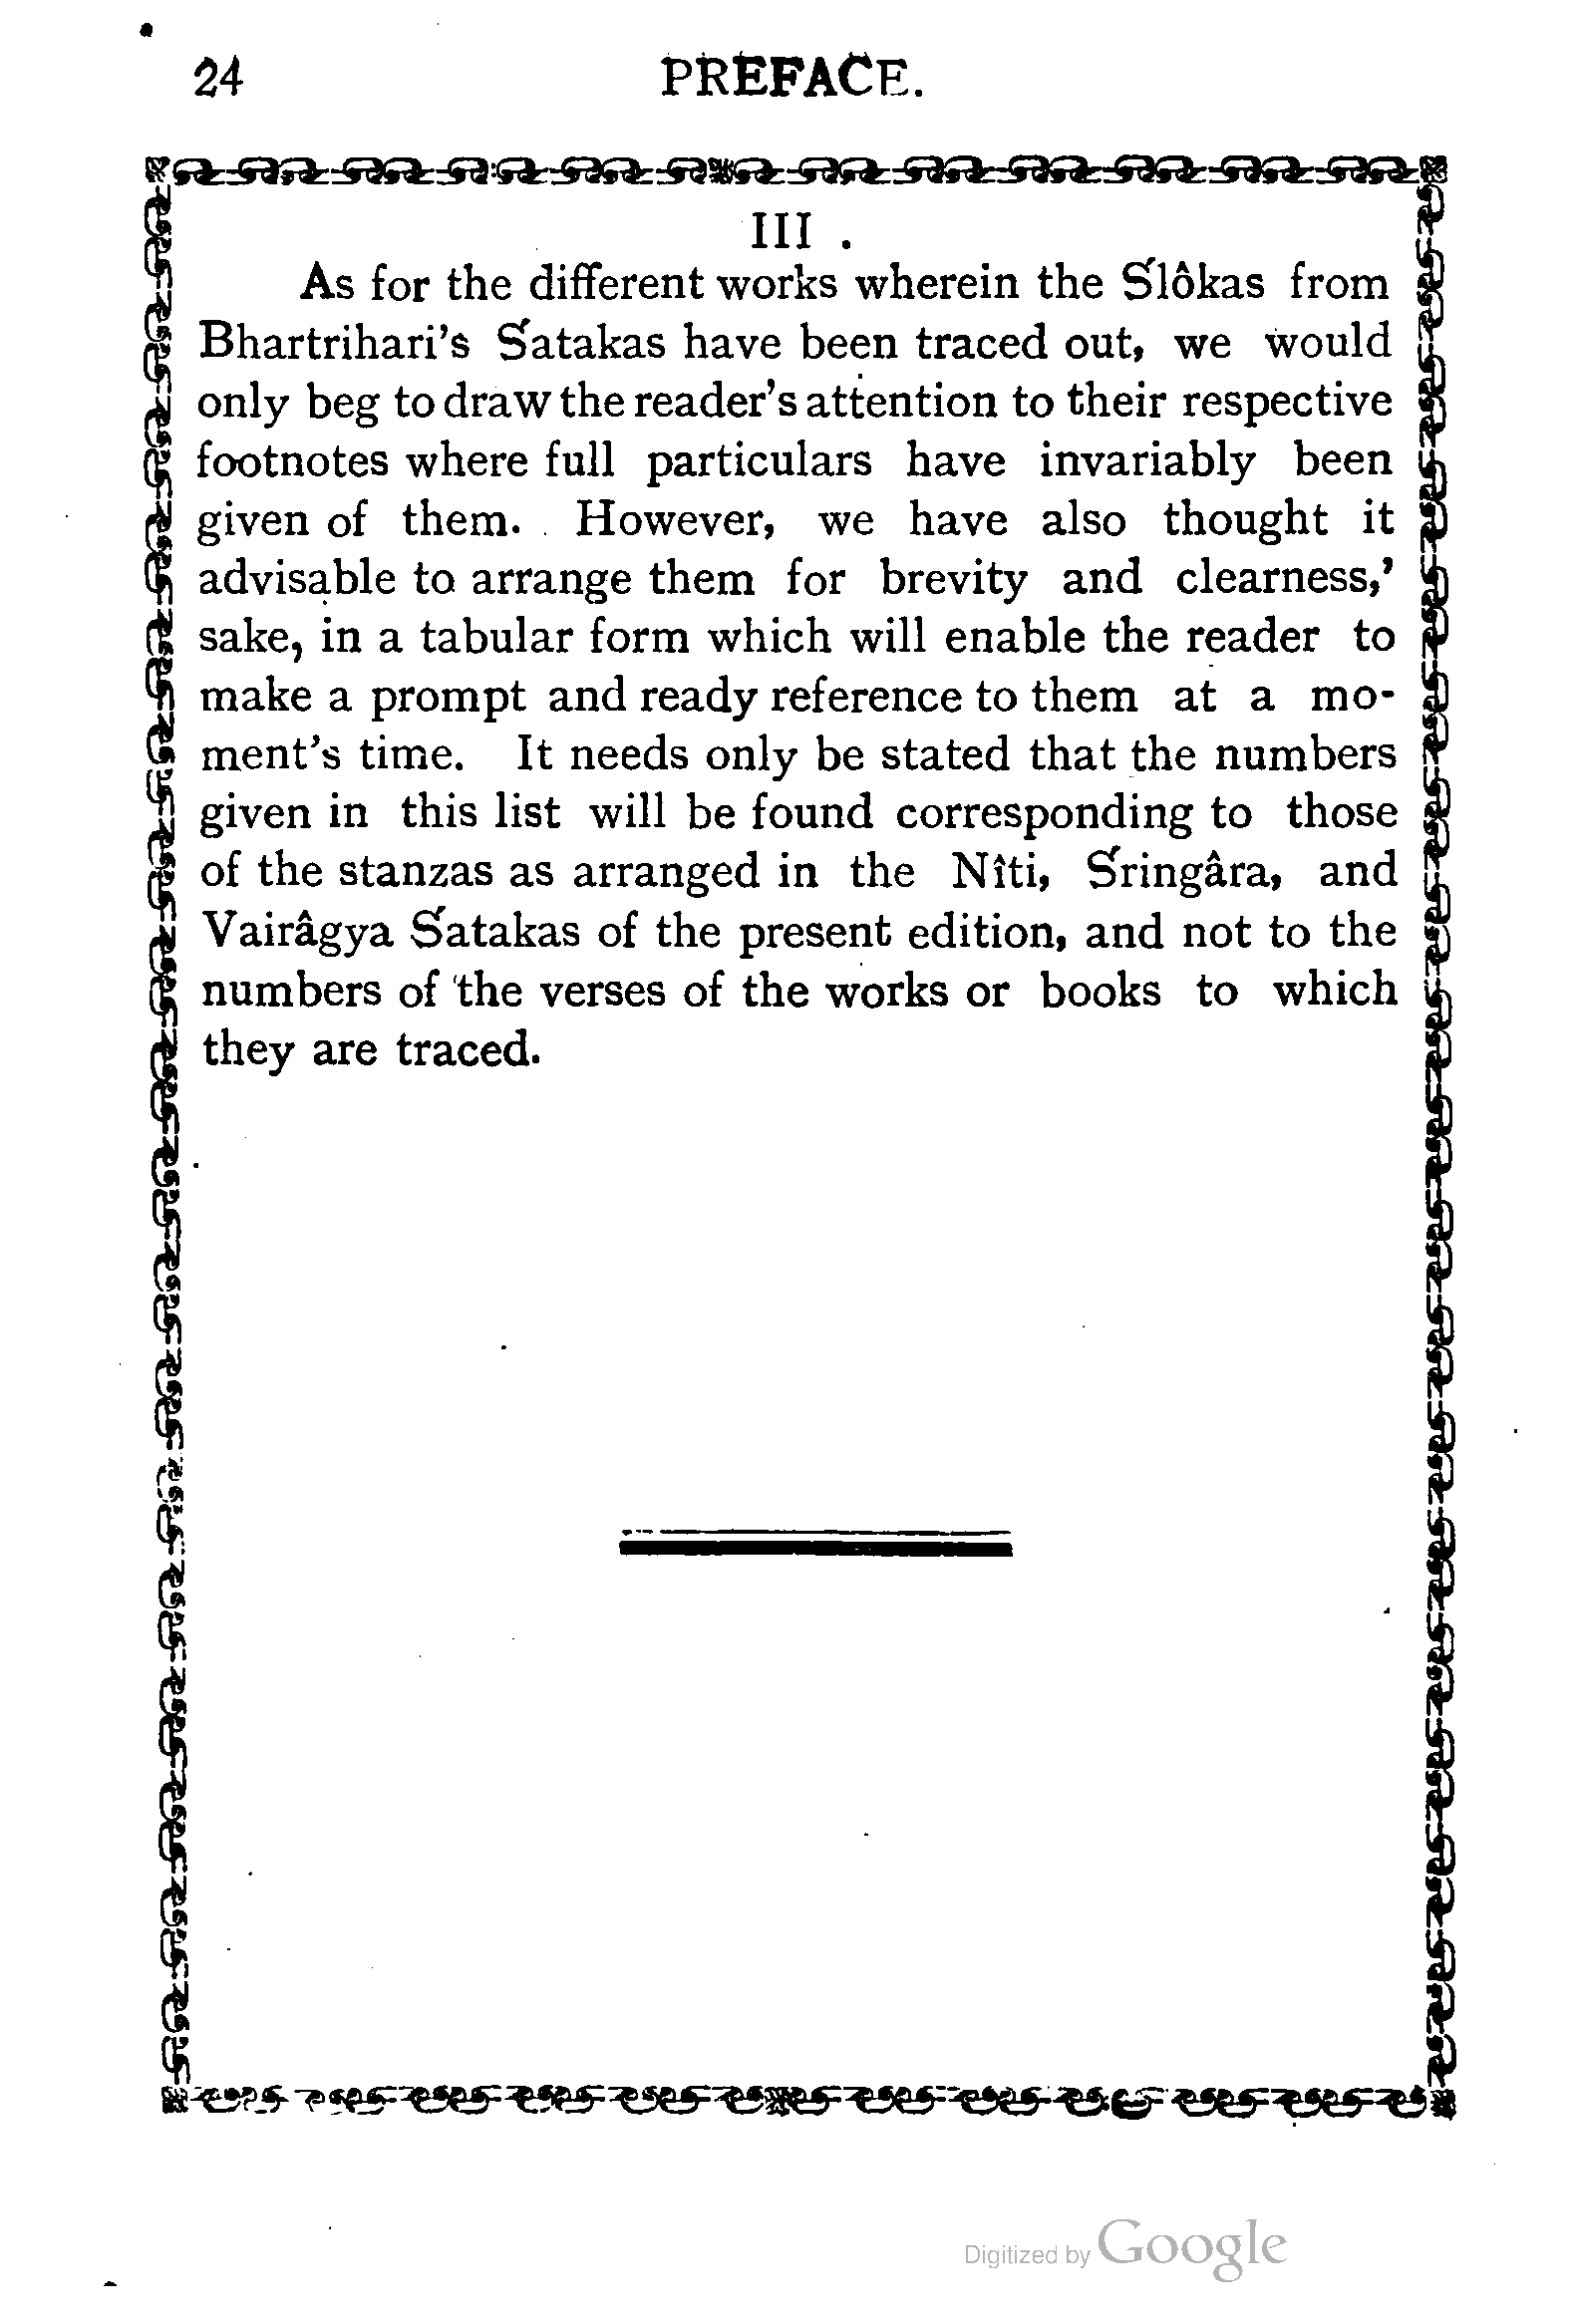 24 PREFACE.
III .
As for the different works wherein the S´lôkas from
Bhartrihari's S´atakas have been traced out, we would
only beg to draw the reader's attention to their respective
footnotes where full particulars have invariably been
given of them. However, we have also thought it
advisable to arrange them for brevity and clearness,'
sake, in a tabular form which will enable the reader to
make a prompt and ready reference to them at a mo-
ment's time. It needs only be stated that the numbers
given in this list will be found corresponding to those
of the stanzas as arranged in the Nîti, S´ringâra, and
Vairâgya S´atakas of the present edition, and not to the
numbers of the verses of the works or books to which
they are traced.
Digitized by Google